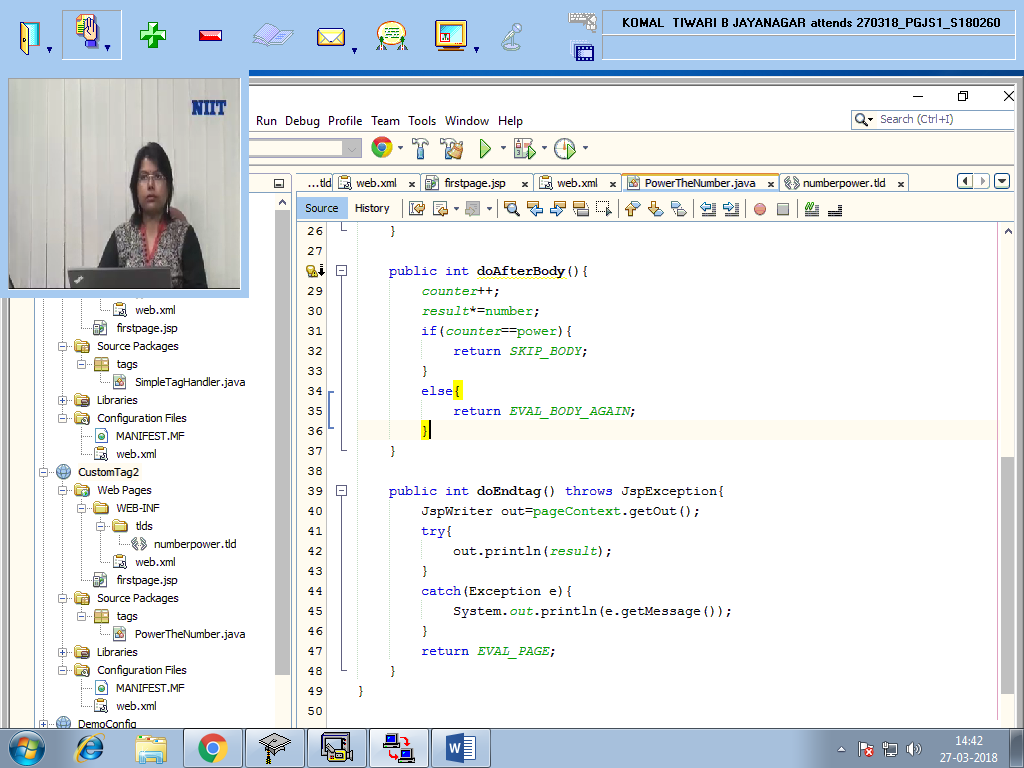 KOMAL TIWARI B JAYANAGAR attends 270318_PGJS1_S180260
NIIT
Run Debug Profile Team Tools Window Help
Search (Ctrl+I)
...tld web.xml firstpage.jsp web.xml PowerTheNumber.java numberpower.tld
Source History
web.xml
firstpage.jsp
Source Packages
tags
SimpleTagHandler.java
Libraries
Configuration Files
MANIFEST.MF
web.xml
CustomTag2
Web Pages
WEB-INF
tlds
numberpower.tld
web.xml
firstpage.jsp
Source Packages
tags
PowerTheNumber.java
Libraries
Configuration Files
MANIFEST.MF
web.xml
DemoConfig
26 }
27
public int doAfterBody(){
29 counter++;
30 result*=number;
31 if(counter==power){
32 return SKIP_BODY;
33 }
34 else{
35 return EVAL_BODY_AGAIN;
36 }
37 }
38
39 public int doEndtag() throws JspException{
40 JspWriter out=pageContext.getOut();
41 try{
42 out.println(result);
43 }
44 catch(Exception e){
45 System.out.println(e.getMessage());
46 }
47 return EVAL_PAGE;
48 }
49 }
50
14:42
27-03-2018